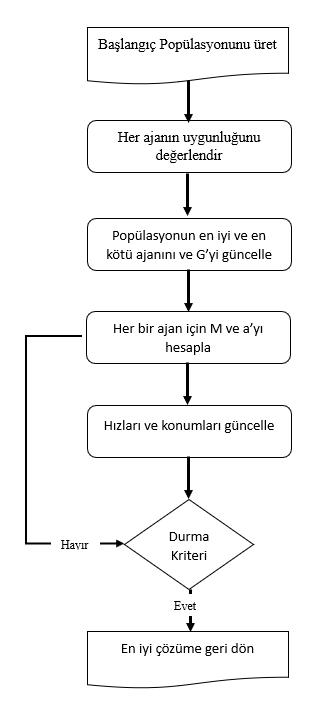 Başlangıç Popülasyonunu üret
Her ajanın uygunluğunu
değerlendir
Popülasyonun en iyi ve en
kötü ajanını ve G’yi güncelle
Her bir ajan için M ve a’yı
hesapla
Hızları ve konumları güncelle
Durma
Kriteri
Hayır
Evet
En iyi çözüme geri dön